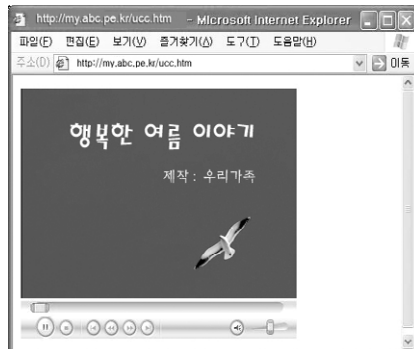 http://my.abc.pe.kr/ucc.htm - Microsoft Internet Explorer
파일(F) 편집(E) 보기(V) 즐겨찾기(A) 도구(T) 도움말(H)
주소(D) http://my.abc.pe.kr/ucc.htm 이동
행복한 여름 이야기
제작 : 우리가족